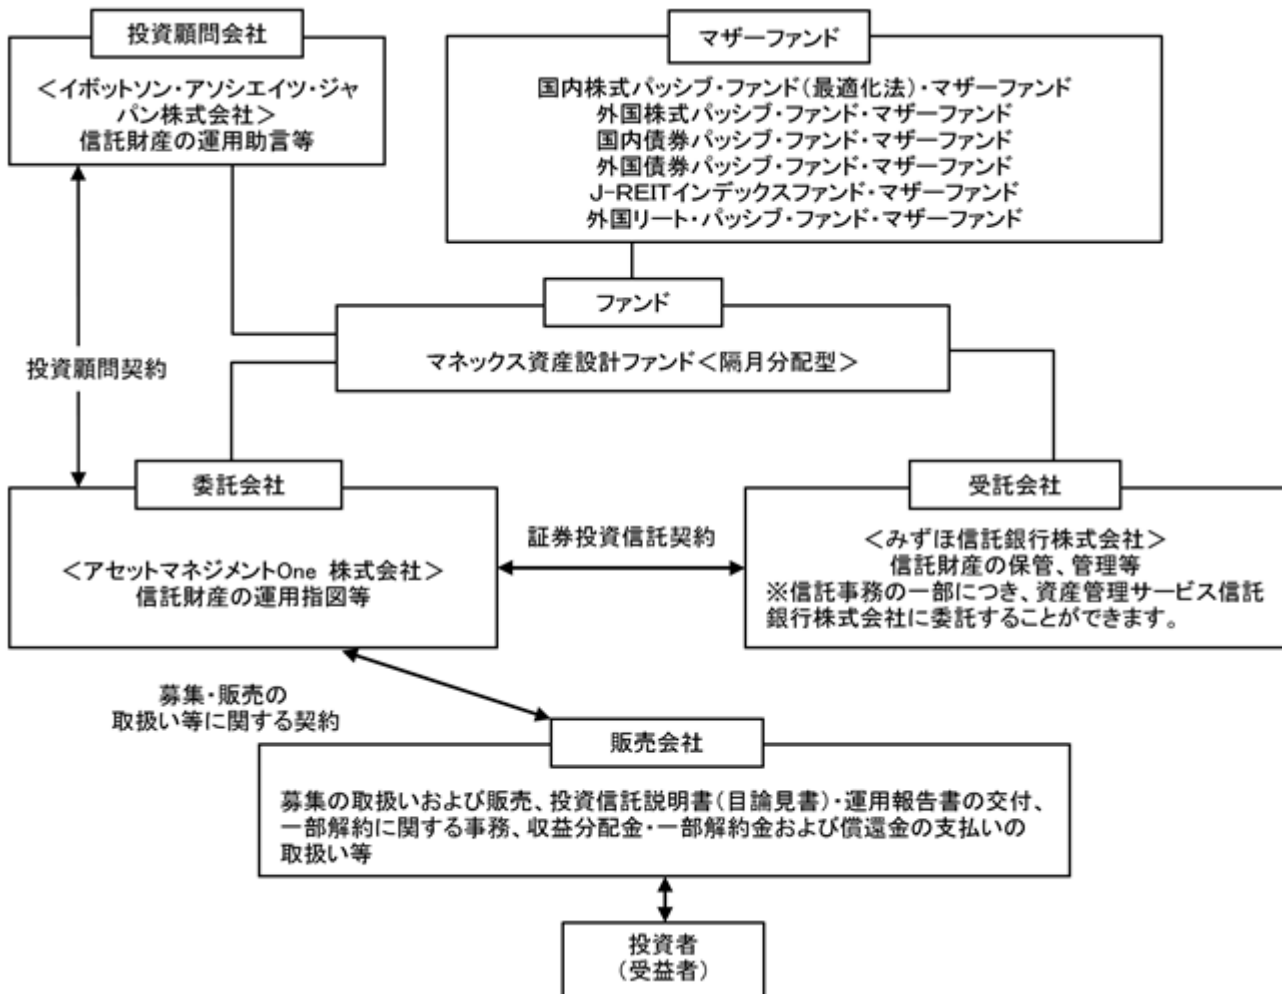 投資顧問会社
＜イボットソン・アソシエイツ・ジャ
パン株式会社＞
信託財産の運用助言等
マザーファンド
国内株式パッシブ・ファンド（最適化法）・マザーファンド
外国株式パッシブ・ファンド・マザーファンド
国内債券パッシブ・ファンド・マザーファンド
外国債券パッシブ・ファンド・マザーファンド
J-REITインデックスファンド・マザーファンド
外国リート・パッシブ・ファンド・マザーファンド
ファンド
マネックス資産設計ファンド＜隔月分配型＞
投資顧問契約
委託会社
＜アセットマネジメントOne 株式会社＞
信託財産の運用指図等
証券投資信託契約
受託会社
＜みずほ信託銀行株式会社＞
信託財産の保管、管理等
※信託事務の一部につき、資産管理サービス信託
銀行株式会社に委託することができます。
募集・販売の
取扱い等に関する契約
販売会社
募集の取扱いおよび販売、投資信託説明書（目論見書）・運用報告書の交付、
一部解約に関する事務、収益分配金・一部解約金および償還金の支払いの
取扱い等
投資者
（受益者）